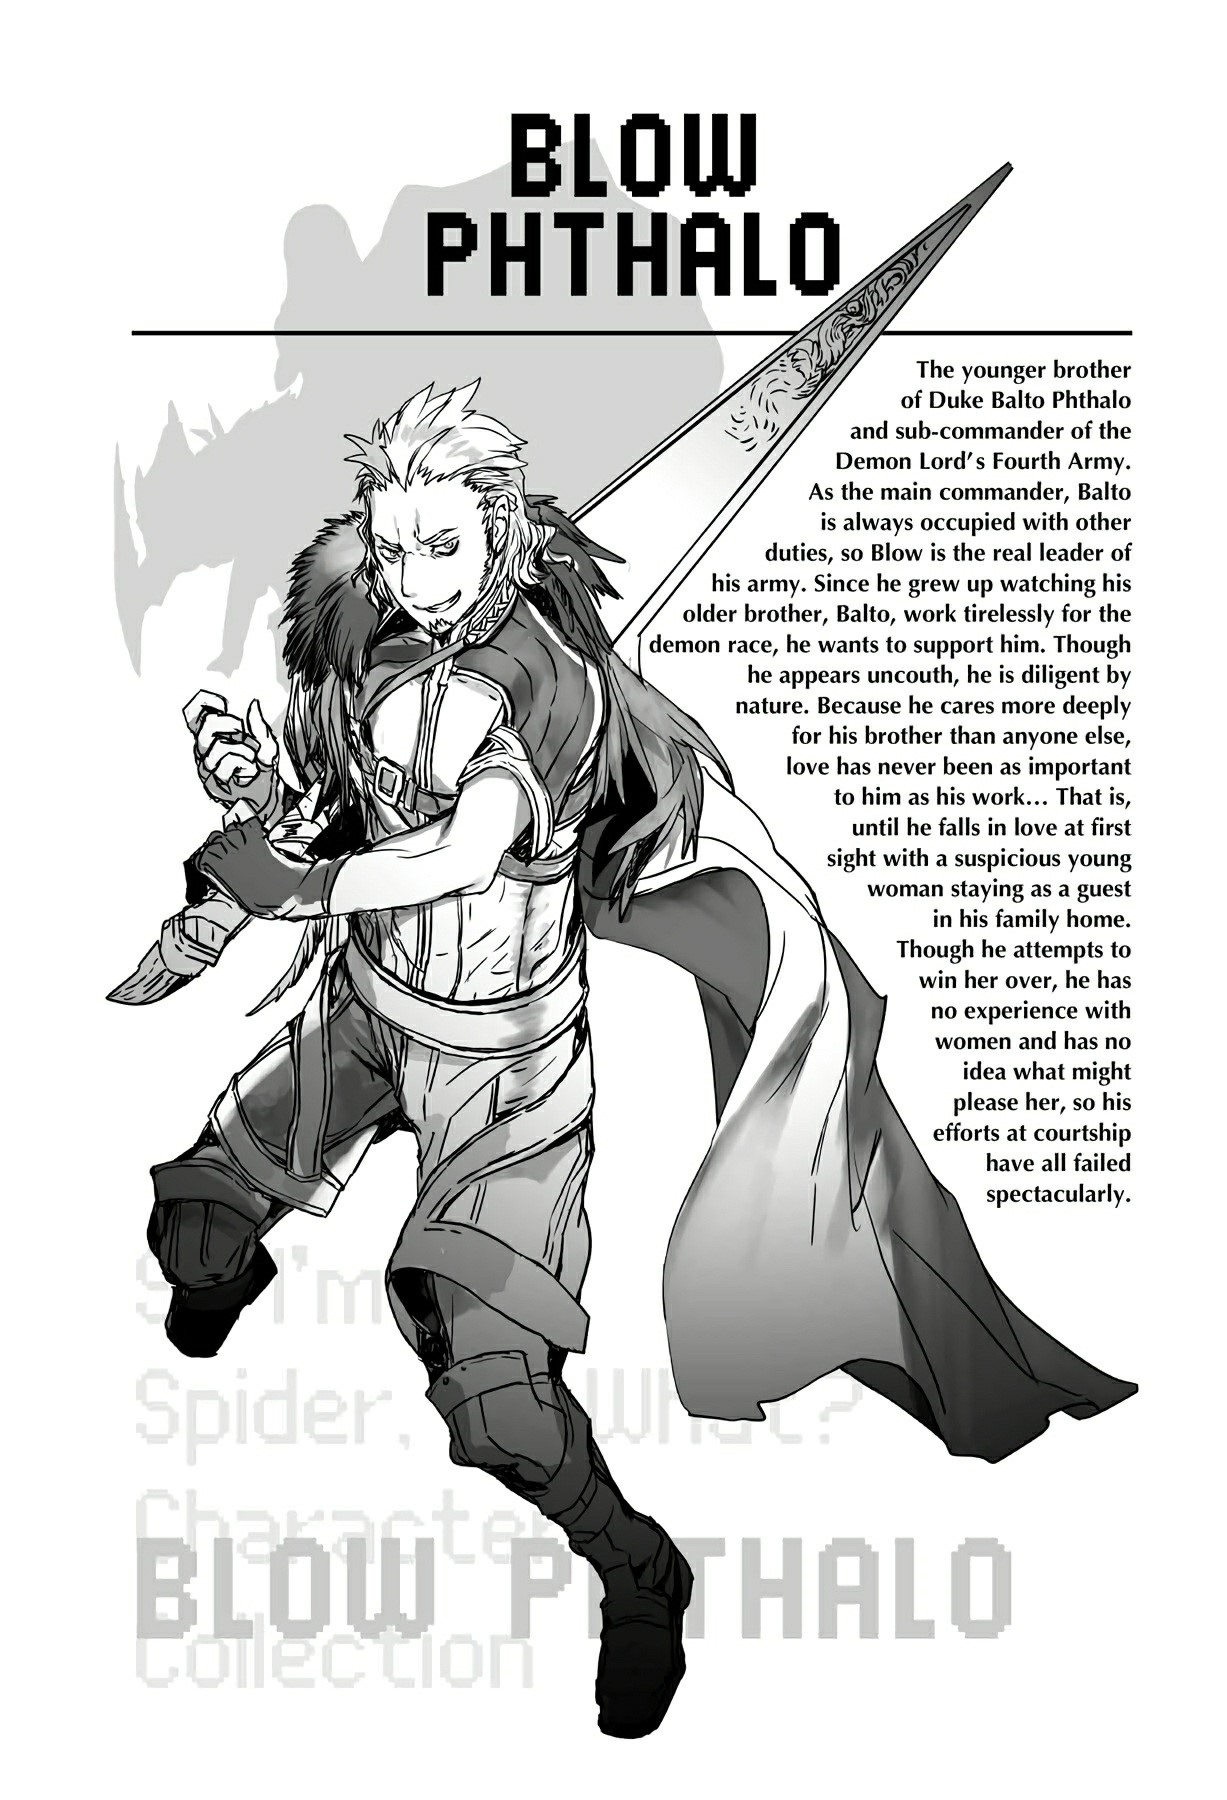 BLOW
PHTHALO
The younger brother
of Duke Balto Phthalo
and sub-commander of the
Demon Lord's Fourth Army.
As the main commander, Balto
is always occupied with other
duties, so Blow is the real leader of
his army. Since he grew up watching his
older brother, Balto, work tirelessly for the
demon race, he wants to support him. Though
he appears uncouth, he is diligent by
nature. Because he cares more deeply
for his brother than anyone else,
love has never been as important
to him as his work… That is,
until he falls in love at first
sight with a suspicious young
woman staying as a guest
in his family home.
Though he attempts to
win her over, he has
no experience with
women and has no
idea what might
please her, so his
efforts at courtship
have all failed
spectacularly.
I'm
Spider, What?
Character
BLOW PHTHALO
Collection